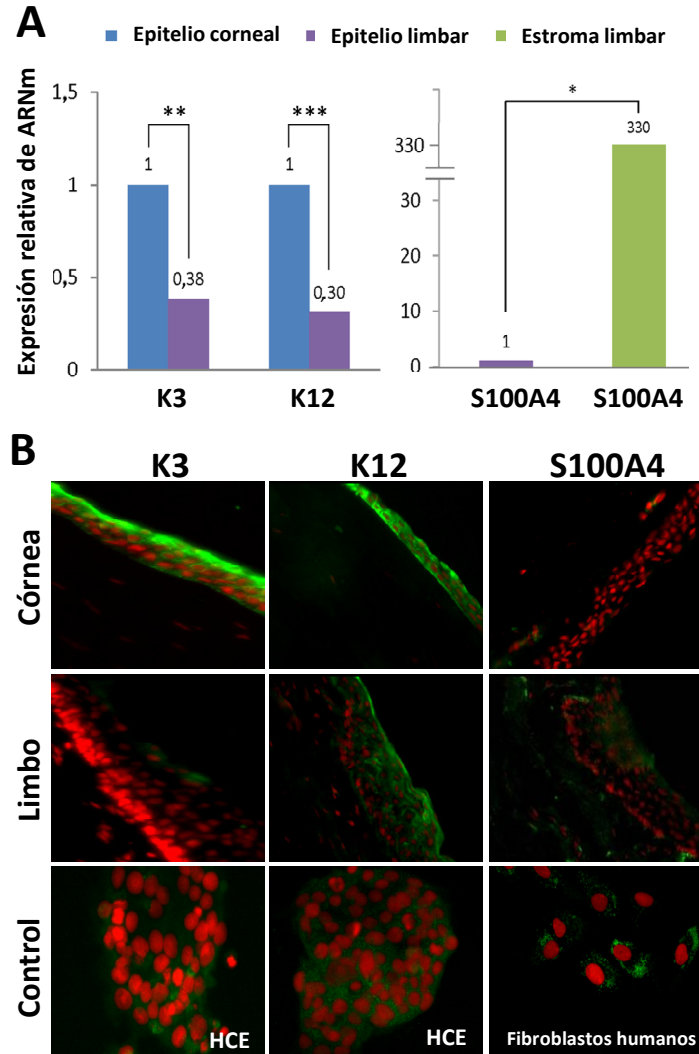 A
Epitelio corneal Epitelio limbar Estroma limbar
Expresión relativa de ARNm
1,5
1
0,5
0
** ***
1 0,38 1 0,30
K3 K12
330
30
20
10
0
*
1 330
S100A4 S100A4
B
K3 K12 S100A4
Córnea
Limbo
Control
HCE HCE Fibroblastos humanos